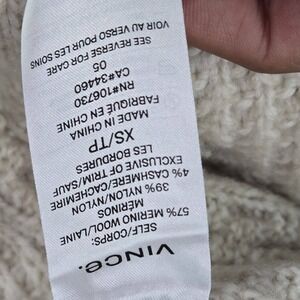 VINCE.
SELF/CORPS:
57% MERINO WOOL/LAINE
MERINOS
39% NYLON/NYLON
4% CASHMERE/CACHEMIRE
EXCLUSIVE OF TRIM/SAUF
LES BORDURES
XS/TP
MADE IN CHINA
FABRIQUÉ EN CHINE
RN#106730
CA#34460
05
SEE REVERSE FOR CARE
VOIR AU VERSO POUR LES SOINS